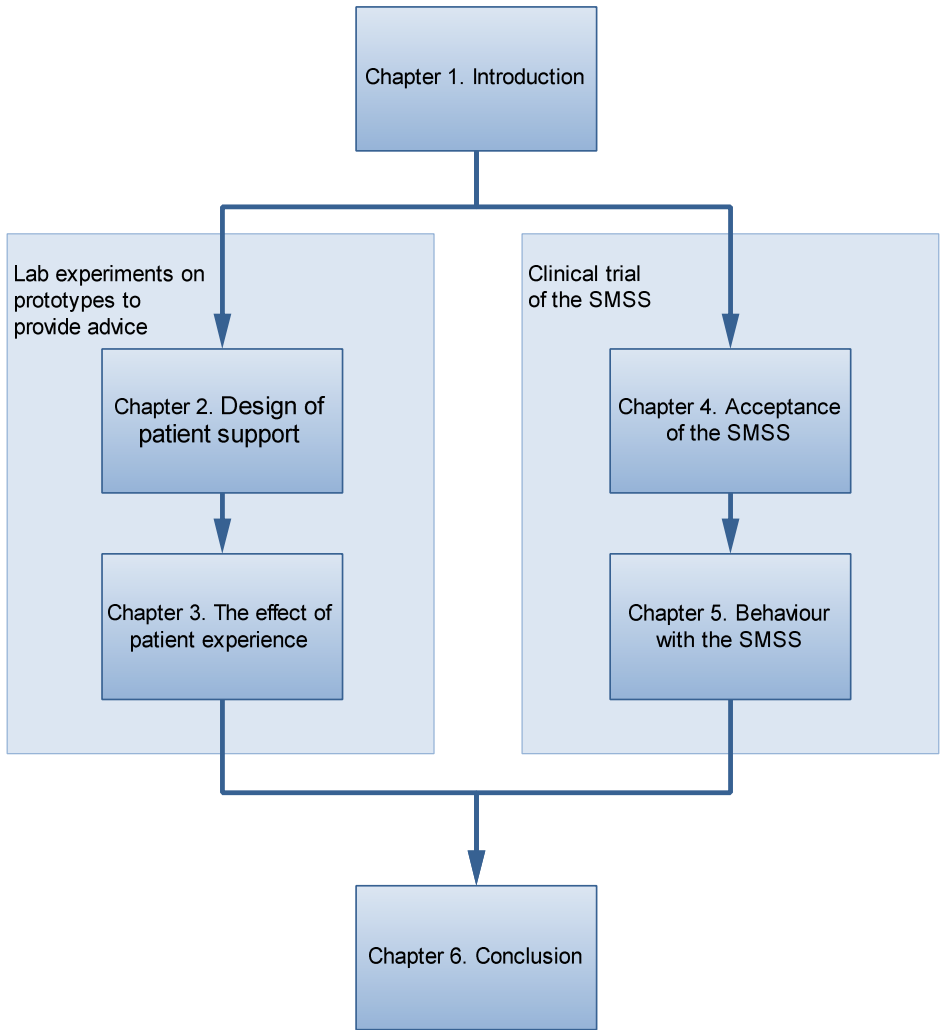 Chapter 1. Introduction
Lab experiments on
prototypes to
provide advice
Chapter 2. Design of
patient support
Chapter 3. The effect of
patient experience
Clinical trial
of the SMSS
Chapter 4. Acceptance
of the SMSS
Chapter 5. Behaviour
with the SMSS
Chapter 6. Conclusion